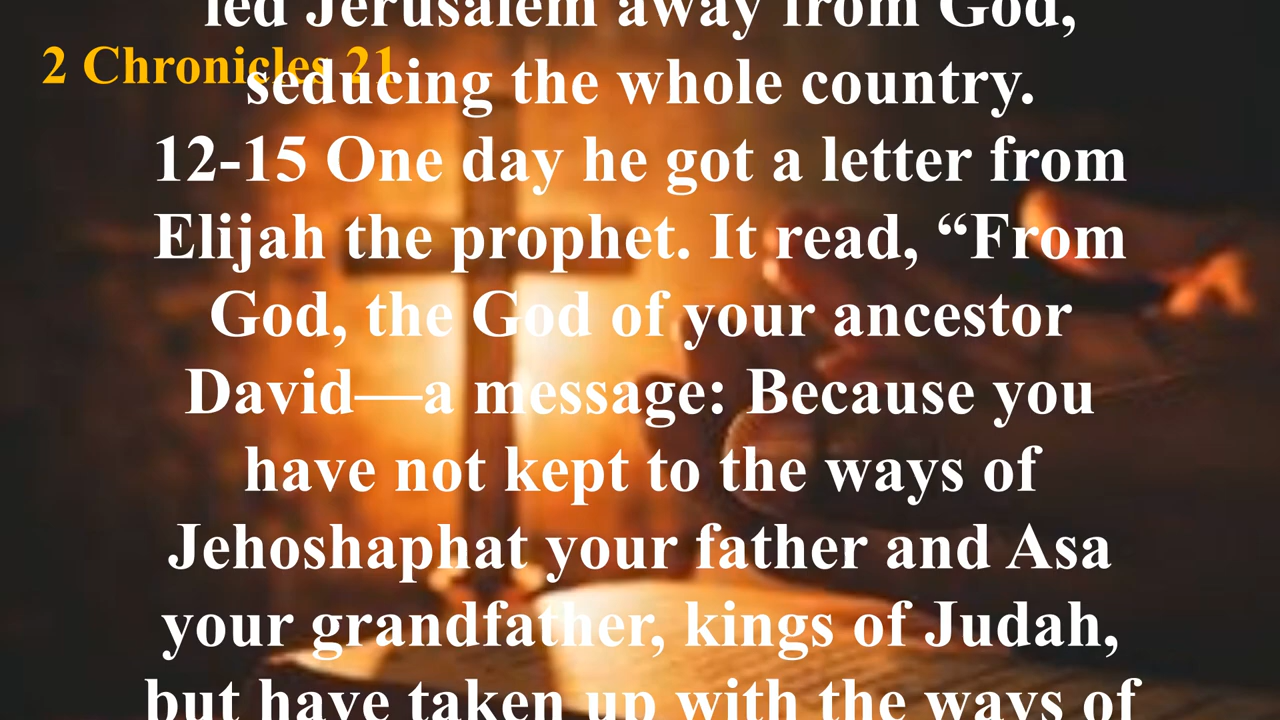 led Jerusalem away from God,
2 Chronicles 21
seducing the whole country.
12-15 One day he got a letter from
Elijah the prophet. It read, “From
God, the God of your ancestor
David—a message: Because you
have not kept to the ways of
Jehoshaphat your father and Asa
your grandfather, kings of Judah,
but have taken up with the ways of